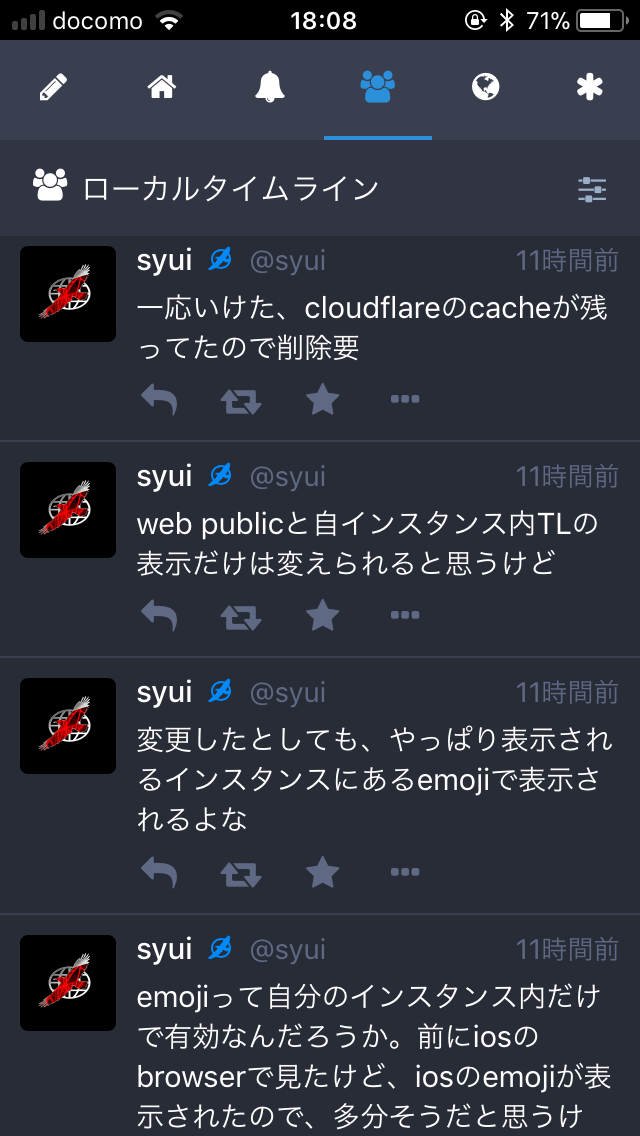 docomo 18:08 71%
ローカルタイムライン
syui @syui 11時間前
一応いけた、cloudflareのcacheが残
ってたので削除要
syui @syui 11時間前
web publicと自インスタンス内TLの
表示だけは変えられると思うけど
syui @syui 11時間前
変更したとしても、やっぱり表示され
るインスタンスにあるemojiで表示さ
れるよな
syui @syui 11時間前
emojiって自分のインスタンス内だけ
で有効なんだろうか。前にiosの
browserで見たけど、iosのemojiが表
示されたので、多分そうだと思うけ